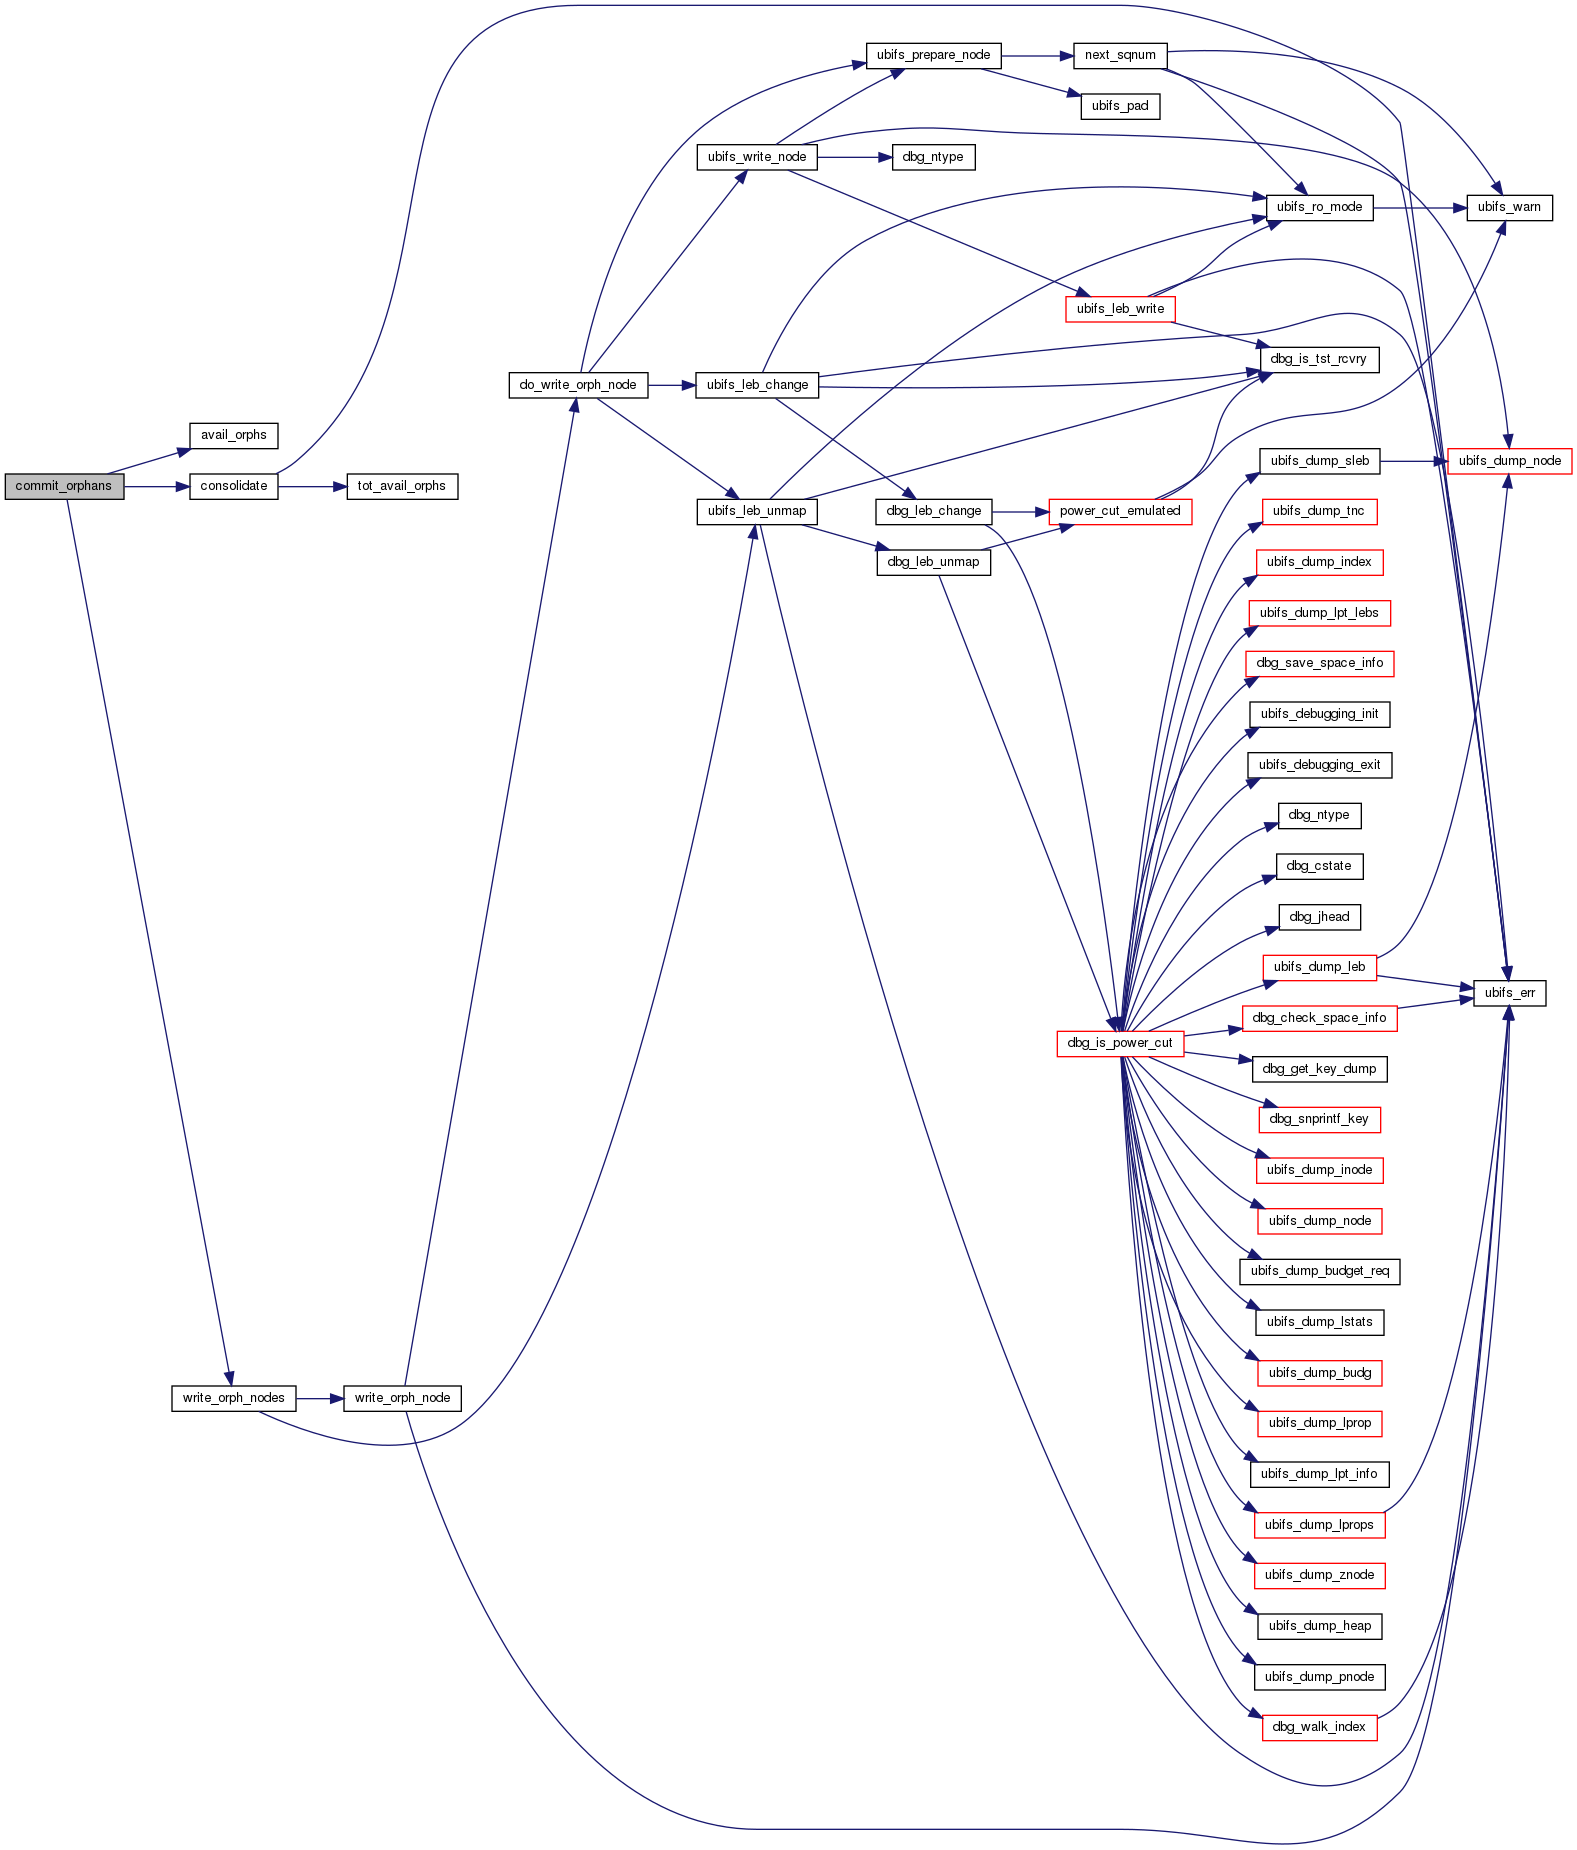 ubifs_prepare_node
next_sqnum
ubifs_pad
ubifs_write_node
dbg_ntype
ubifs_ro_mode
ubifs_warn
ubifs_leb_write
dbg_is_tst_rcvry
do_write_orph_node
ubifs_leb_change
avail_orphs
ubifs_dump_sleb
ubifs_dump_node
commit_orphans
consolidate
tot_avail_orphs
ubifs_leb_unmap
dbg_leb_change
power_cut_emulated
ubifs_dump_tnc
dbg_leb_unmap
ubifs_dump_index
ubifs_dump_lpt_lebs
dbg_save_space_info
ubifs_debugging_init
ubifs_debugging_exit
dbg_ntype
dbg_cstate
dbg_jhead
ubifs_dump_leb
ubifs_err
dbg_check_space_info
dbg_is_power_cut
dbg_get_key_dump
dbg_snprintf_key
ubifs_dump_inode
ubifs_dump_node
ubifs_dump_budget_req
ubifs_dump_lstats
ubifs_dump_budg
write_orph_nodes
write_orph_node
ubifs_dump_lprop
ubifs_dump_lpt_info
ubifs_dump_lprops
ubifs_dump_znode
ubifs_dump_heap
ubifs_dump_pnode
dbg_walk_index